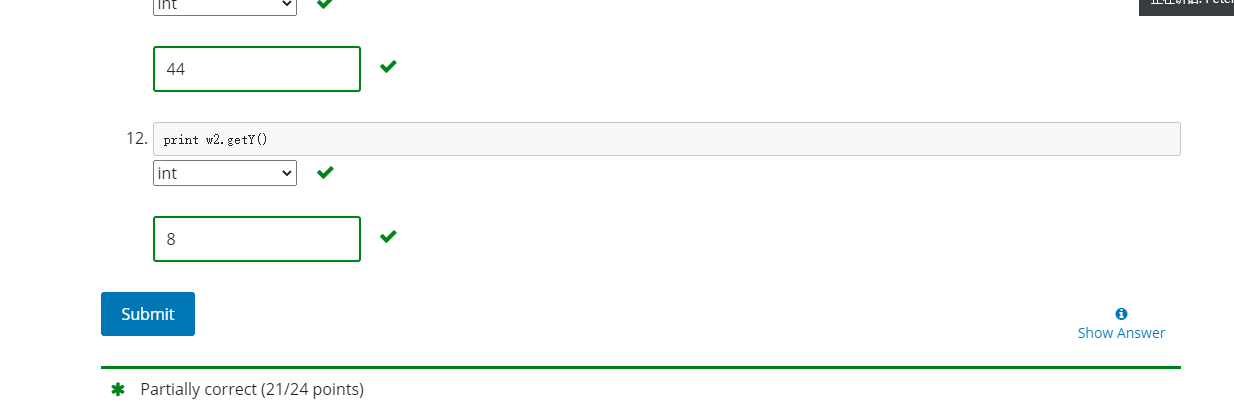 int
44
12.
print w2.getY()
int
8
Submit
Show Answer
Partially correct (21/24 points)